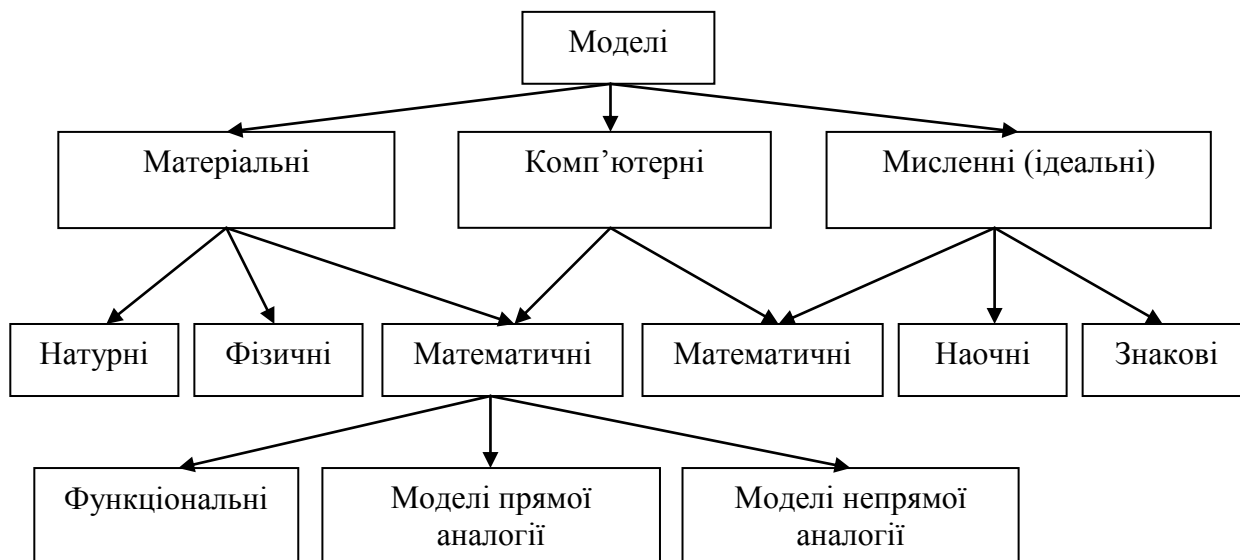 Моделі
Матеріальні
Комп’ютерні
Мисленні (ідеальні)
Натурні
Фізичні
Математичні
Математичні
Наочні
Знакові
Функціональні
Моделі прямої
аналогії
Моделі непрямої
аналогії